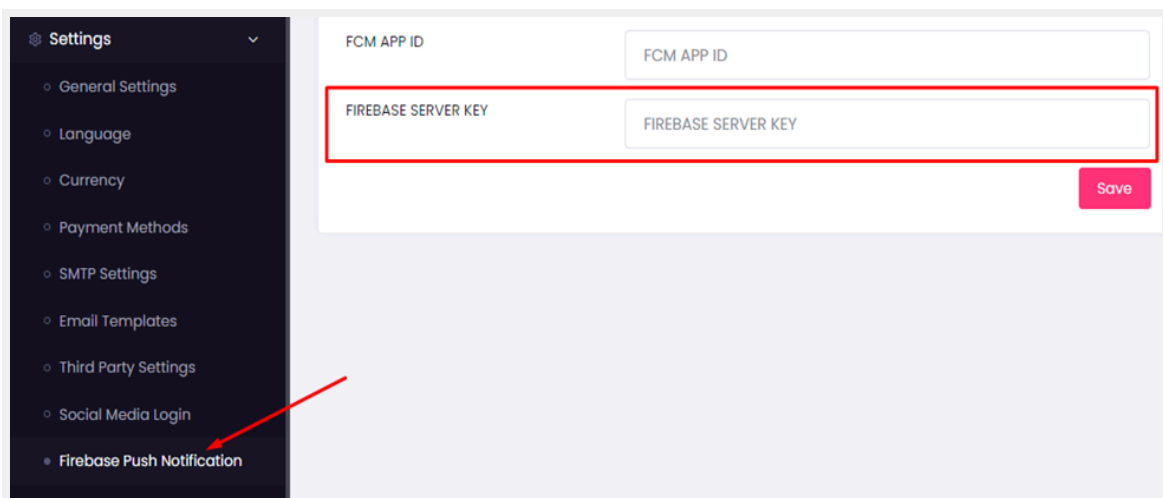 Settings
General Settings
Language
Currency
Payment Methods
SMTP Settings
Email Templates
Third Party Settings
Social Media Login
Firebase Push Notification
FCM APP ID
FCM APP ID
FIREBASE SERVER KEY
FIREBASE SERVER KEY
Save